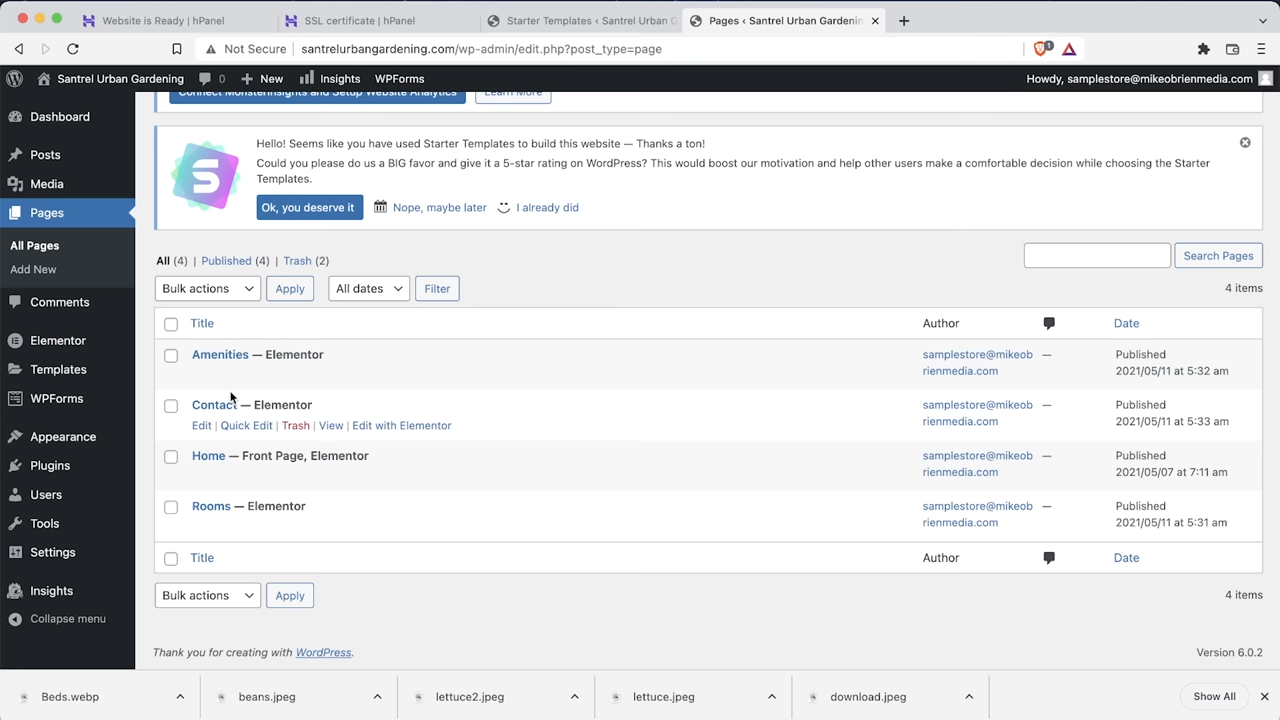 Website is Ready | hPanel
SSL certificate | hPanel
Starter Templates ‹ Santrel Urban G
Pages ‹ Santrel Urban Gardenin
Not Secure
santrelurbangardening.com/wp-admin/edit.php?post_type=page
1
Santrel Urban Gardening
0
New
Insights
WPForms
Howdy, samplestore@mikeobrienmedia.com
Dashboard
Posts
Media
Pages
All Pages
Add New
Comments
Elementor
Templates
WPForms
Appearance
Plugins
Users
Tools
Settings
Insights
Collapse menu
Connect MonsterInsights and Setup Website Analytics
Learn More
Hello! Seems like you have used Starter Templates to build this website — Thanks a ton!
Could you please do us a BIG favor and give it a 5-star rating on WordPress? This would boost our motivation and help other users make a comfortable decision while choosing the Starter
Templates.
Ok, you deserve it
Nope, maybe later
I already did
All (4) | Published (4) | Trash (2)
Search Pages
Bulk actions
Apply
All dates
Filter
4 items
Title
Author
Date
Amenities — Elementor
samplestore@mikeob
rienmedia.com
—
Published
2021/05/11 at 5:32 am
Contact — Elementor
Edit | Quick Edit | Trash | View | Edit with Elementor
samplestore@mikeob
rienmedia.com
—
Published
2021/05/11 at 5:33 am
Home — Front Page, Elementor
samplestore@mikeob
rienmedia.com
—
Published
2021/05/07 at 7:11 am
Rooms — Elementor
samplestore@mikeob
rienmedia.com
—
Published
2021/05/11 at 5:31 am
Title
Author
Date
Bulk actions
Apply
4 items
Thank you for creating with WordPress.
Version 6.0.2
Beds.webp
beans.jpeg
lettuce2.jpeg
lettuce.jpeg
download.jpeg
Show All